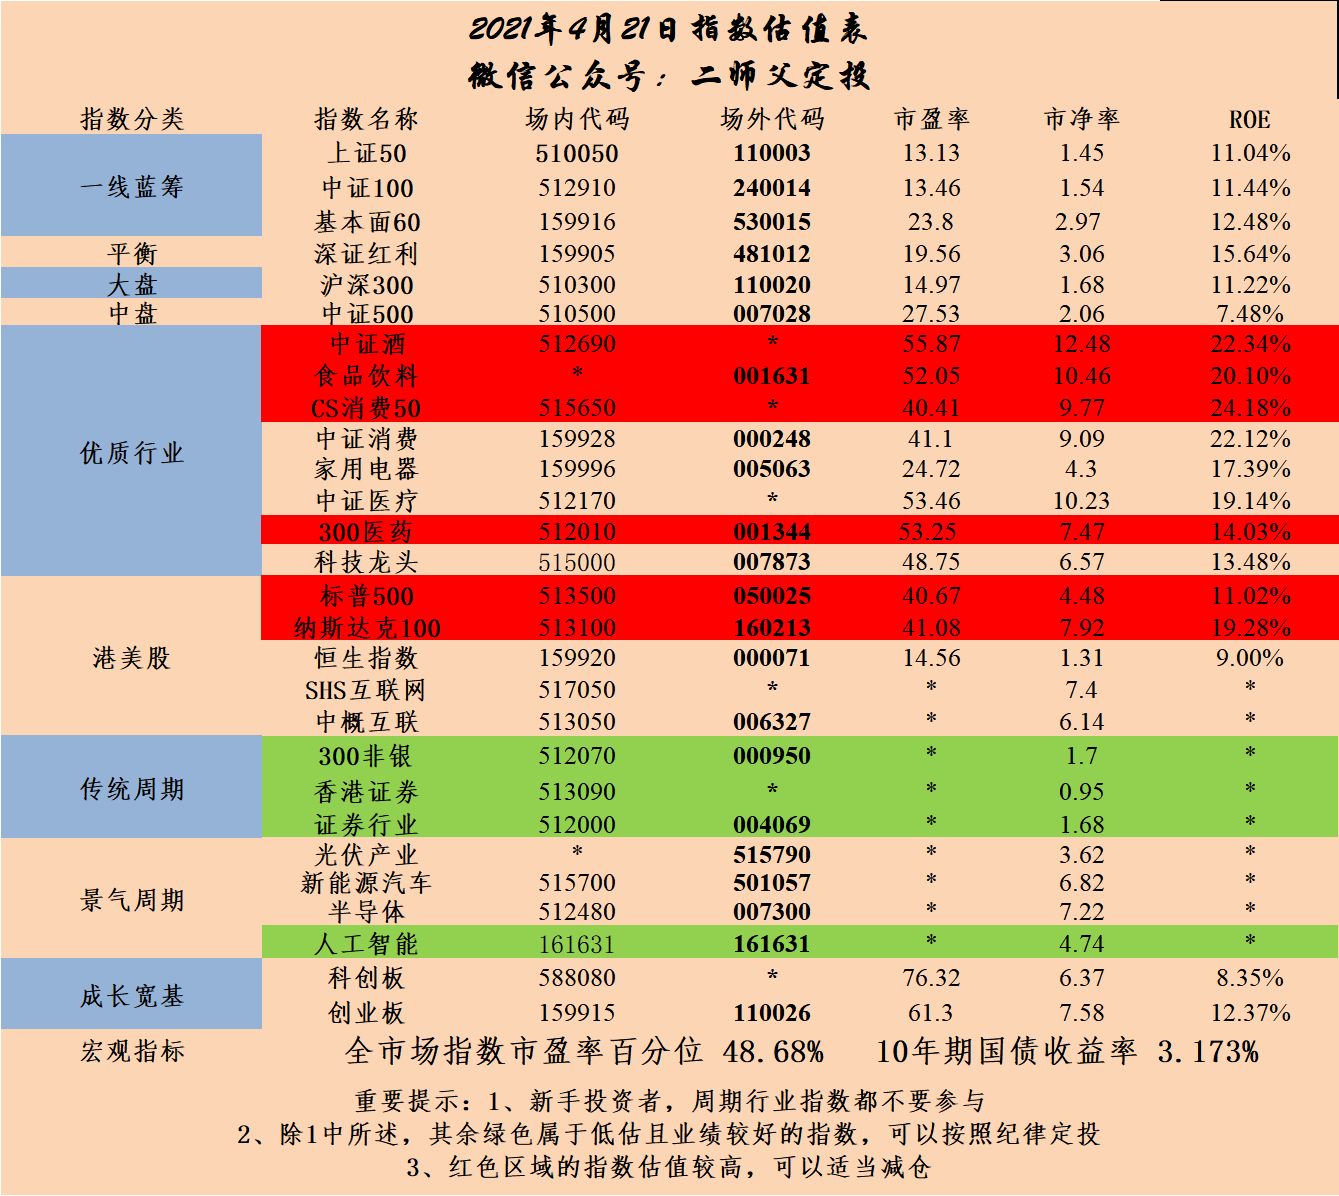 2021年4月21日指数估值表
微信公众号：二师父定投
指数分类 指数名称 场内代码 场外代码 市盈率 市净率 ROE
一线蓝筹 上证50 510050 110003 13.13 1.45 11.04%
中证100 512910 240014 13.46 1.54 11.44%
基本面60 159916 530015 23.8 2.97 12.48%
平衡 深证红利 159905 481012 19.56 3.06 15.64%
大盘 沪深300 510300 110020 14.97 1.68 11.22%
中盘 中证500 510500 007028 27.53 2.06 7.48%
优质行业 中证酒 512690 * 55.87 12.48 22.34%
食品饮料 * 001631 52.05 10.46 20.10%
CS消费50 515650 * 40.41 9.77 24.18%
中证消费 159928 000248 41.1 9.09 22.12%
家用电器 159996 005063 24.72 4.3 17.39%
中证医疗 512170 * 53.46 10.23 19.14%
300医药 512010 001344 53.25 7.47 14.03%
科技龙头 515000 007873 48.75 6.57 13.48%
港美股 标普500 513500 050025 40.67 4.48 11.02%
纳斯达克100 513100 160213 41.08 7.92 19.28%
恒生指数 159920 000071 14.56 1.31 9.00%
SHS互联网 517050 * * 7.4 *
中概互联 513050 006327 * 6.14 *
传统周期 300非银 512070 000950 * 1.7 *
香港证券 513090 * * 0.95 *
证券行业 512000 004069 * 1.68 *
景气周期 光伏产业 * 515790 * 3.62 *
新能源汽车 515700 501057 * 6.82 *
半导体 512480 007300 * 7.22 *
人工智能 161631 161631 * 4.74 *
成长宽基 科创板 588080 * 76.32 6.37 8.35%
创业板 159915 110026 61.3 7.58 12.37%
宏观指标 全市场指数市盈率百分位 48.68% 10年期国债收益率 3.173%
重要提示：1、新手投资者，周期行业指数都不要参与
2、除1中所述，其余绿色属于低估且业绩较好的指数，可以按照纪律定投
3、红色区域的指数估值较高，可以适当减仓